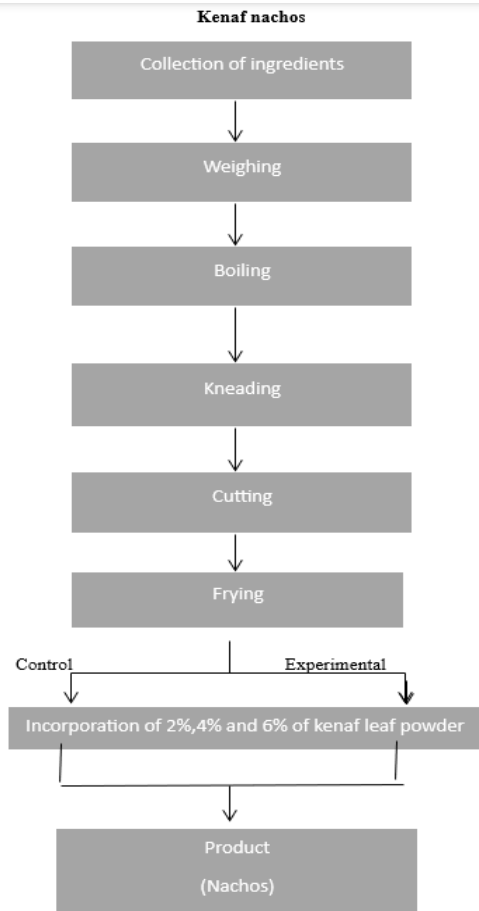 Kenaf nachos
Collection of ingredients
Weighing
Boiling
Kneading
Cutting
Frying
Control
Experimental
Incorporation of 2%,4% and 6% of kenaf leaf powder
Product
(Nachos)